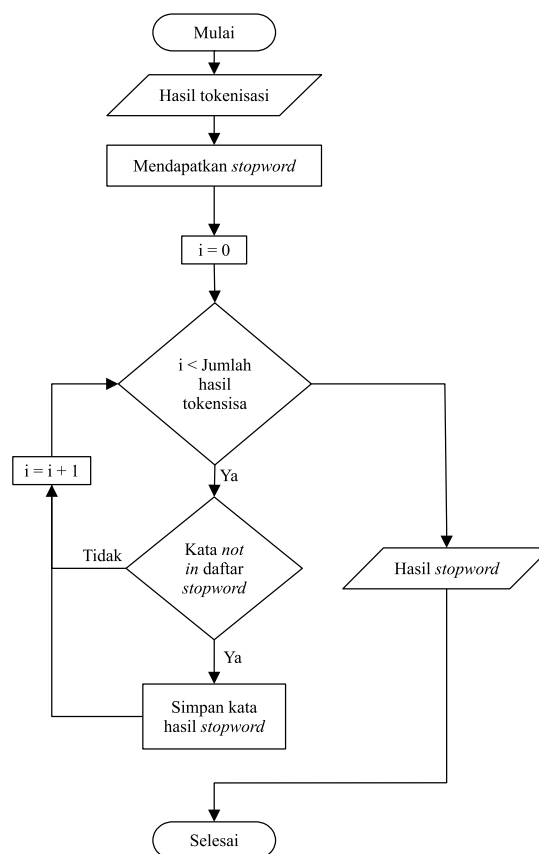 Mulai
Hasil tokenisasi
Mendapatkan stopword
i = 0
i < Jumlah
hasil
tokensisa
i = i + 1
Ya
Tidak
Kata not
in daftar
stopword
Hasil stopword
Ya
Simpan kata
hasil stopword
Selesai